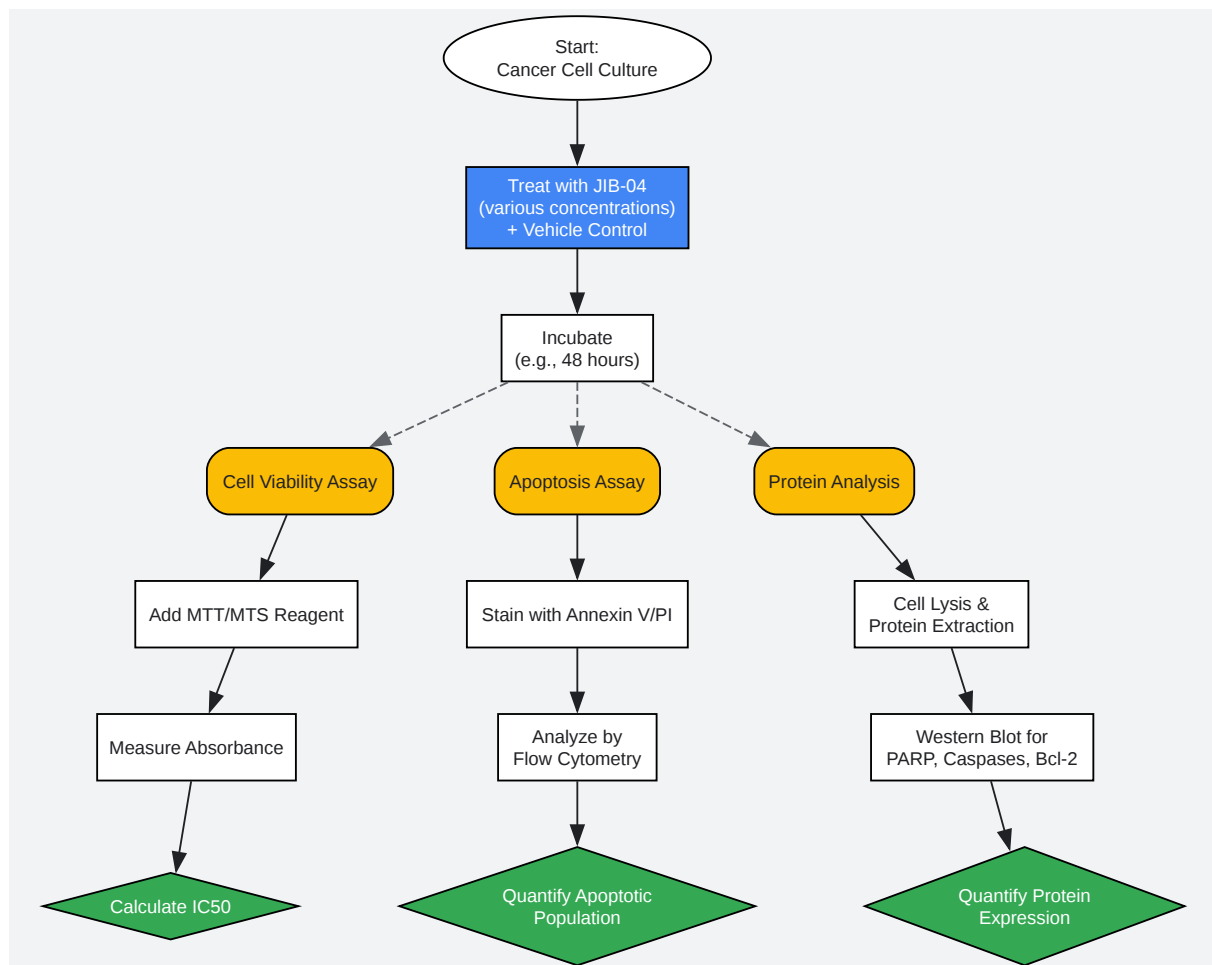 Start:
Cancer Cell Culture
Treat with JIB-04
(various concentrations)
+ Vehicle Control
Incubate
(e.g., 48 hours)
Cell Viability Assay
Apoptosis Assay
Protein Analysis
Add MTT/MTS Reagent
Stain with Annexin V/PI
Cell Lysis &
Protein Extraction
Measure Absorbance
Analyze by
Flow Cytometry
Western Blot for
PARP, Caspases, Bcl-2
Calculate IC50
Quantify Apoptotic
Population
Quantify Protein
Expression